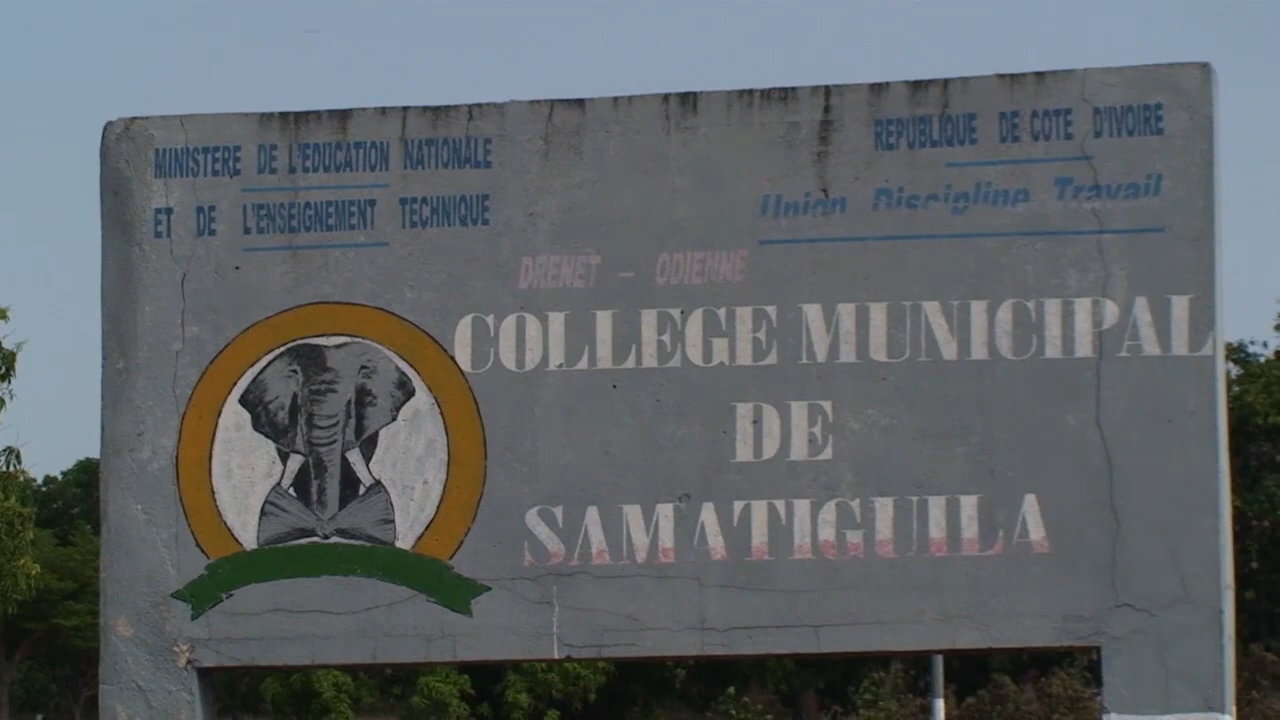 MINISTERE DE L'EDUCATION NATIONALE
ET DE L'ENSEIGNEMENT TECHNIQUE
REPUBLIQUE DE COTE D'IVOIRE
Union Discipline Travail
DRENET - ODIENNE
COLLEGE MUNICIPAL
DE
SAMATIGUILA